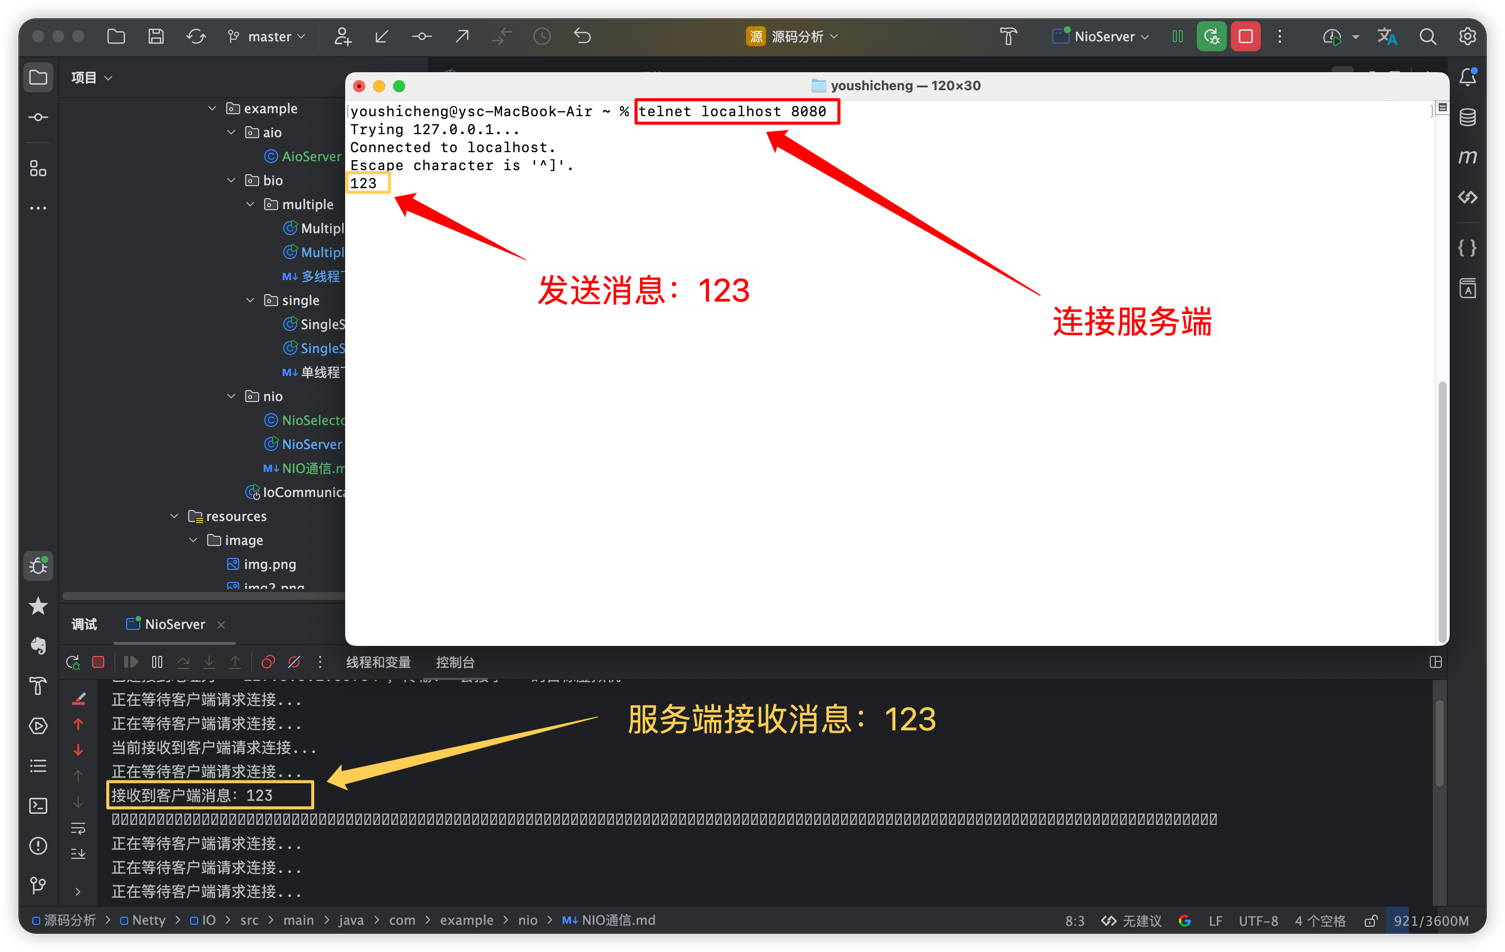 master
源 源码分析
NioServer
项目
example
aio
AioServer
bio
multiple
Multipl
Multipl
M↓ 多线程
single
SingleS
SingleS
M↓ 单线程
nio
NioSelecto
NioServer
M↓ NIO通信.m
IoCommunica
resources
image
img.png
img2.png
youshicheng — 120×30
youshicheng@ysc-MacBook-Air ~ % telnet localhost 8080
Trying 127.0.0.1...
Connected to localhost.
Escape character is '^]'.
123
发送消息：123
连接服务端
调试
NioServer
线程和变量
控制台
正在等待客户端请求连接...
正在等待客户端请求连接...
当前接收到客户端请求连接...
正在等待客户端请求连接...
接收到客户端消息：123
正在等待客户端请求连接...
正在等待客户端请求连接...
正在等待客户端请求连接...
服务端接收消息：123
源码分析 > Netty > IO > src > main > java > com > example > nio > M↓ NIO通信.md
8:3
无建议
G
LF
UTF-8
4 个空格
921/3600M